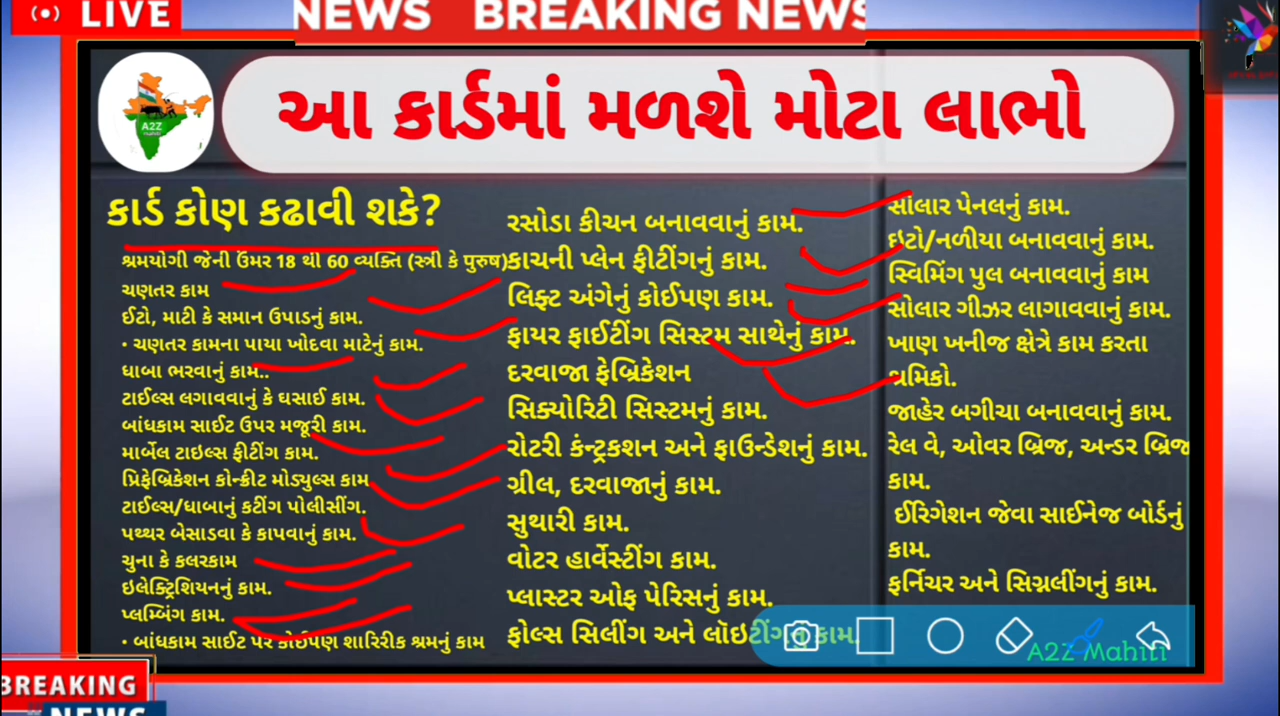 LIVE
NEWS BREAKING NEWS
A2Z
mahiti
આ કાર્ડમાં મળશે મોટા લાભો
કાર્ડ કોણ કઢાવી શકે?
શ્રમયોગી જેની ઉંમર 18 થી 60 વ્યક્તિ (સ્ત્રી કે પુરુષ)
ચણતર કામ
ઈંટો, માટી કે સમાન ઉપાડનું કામ.
• ચણતર કામના પાયા ખોદવા માટેનું કામ.
ધાબા ભરવાનું કામ..
ટાઈલ્સ લગાવવાનું કે ઘસાઈ કામ.
બાંધકામ સાઈટ ઉપર મજૂરી કામ.
માર્બલ ટાઇલ્સ ફીટીંગ કામ.
પ્રિફેબ્રિકેશન કોન્ક્રીટ મોડ્યુલ્સ કામ
ટાઈલ્સ/ધાબાનું કટીંગ પોલીસીંગ.
પથ્થર બેસાડવા કે કાપવાનું કામ.
ચુના કે કલરકામ
ઇલેક્ટ્રિશિયનનું કામ.
પ્લમ્બિંગ કામ.
• બાંધકામ સાઈટ પર કોઈપણ શારિરીક શ્રમનું કામ
રસોડા કીચન બનાવવાનું કામ.
કાચની પ્લેન ફીટીંગનું કામ.
લિફ્ટ અંગેનું કોઈપણ કામ.
ફાયર ફાઈટીંગ સિસ્ટમ સાથેનું કામ.
દરવાજા ફેબ્રિકેશન
સિક્યોરિટી સિસ્ટમનું કામ.
રોટરી કંન્ટ્રકશન અને ફાઉન્ડેશનું કામ.
ગ્રીલ, દરવાજાનું કામ.
સુથારી કામ.
વોટર હાર્વેસ્ટીંગ કામ.
પ્લાસ્ટર ઓફ પેરિસનું કામ.
ફોલ્સ સિલીંગ અને લૉઇટીંગનું કામ.
સોલાર પેનલનું કામ.
ઇટો/નળીયા બનાવવાનું કામ.
સ્વિમિંગ પુલ બનાવવાનું કામ
સોલાર ગીઝર લાગાવવાનું કામ.
ખાણ ખનીજ ક્ષેત્રે કામ કરતા
શ્રમિકો.
જાહેર બગીચા બનાવવાનું કામ.
રેલ વે, ઓવર બ્રિજ, અન્ડર બ્રિજ
કામ.
ઈરિગેશન જેવા સાઈનેજ બોર્ડનું
કામ.
ફર્નિચર અને સિગ્નલીંગનું કામ.
A2Z Mahiti
BREAKING
NEWS